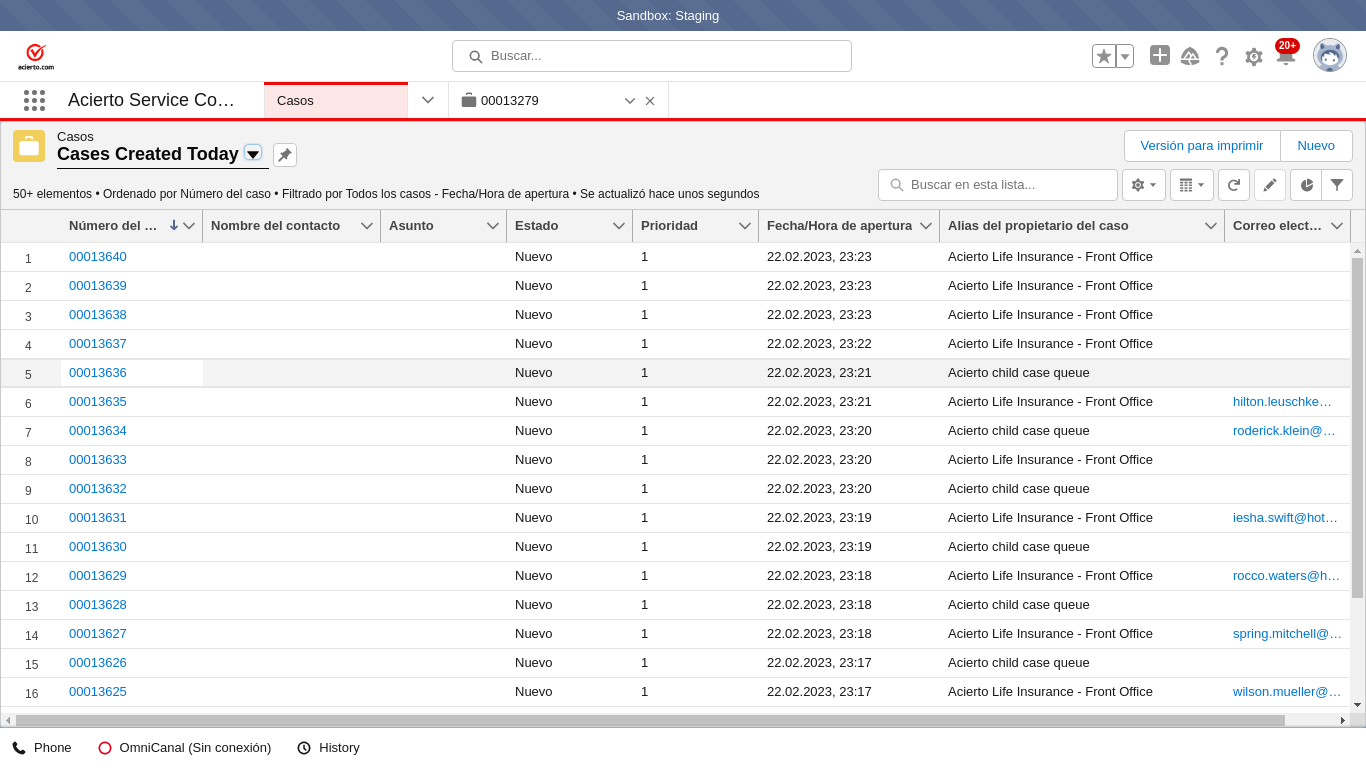 Sandbox: Staging
acierto.com
Buscar...
20+
Acierto Service Co…
Casos
00013279
Casos
Cases Created Today
Versión para imprimir
Nuevo
50+ elementos • Ordenado por Número del caso • Filtrado por Todos los casos - Fecha/Hora de apertura • Se actualizó hace unos segundos
Buscar en esta lista...
Número del … Nombre del contacto Asunto Estado Prioridad Fecha/Hora de apertura Alias del propietario del caso Correo elect…
1 00013640 Nuevo 1 22.02.2023, 23:23 Acierto Life Insurance - Front Office
2 00013639 Nuevo 1 22.02.2023, 23:23 Acierto Life Insurance - Front Office
3 00013638 Nuevo 1 22.02.2023, 23:23 Acierto Life Insurance - Front Office
4 00013637 Nuevo 1 22.02.2023, 23:22 Acierto Life Insurance - Front Office
5 00013636 Nuevo 1 22.02.2023, 23:21 Acierto child case queue
6 00013635 Nuevo 1 22.02.2023, 23:21 Acierto Life Insurance - Front Office hilton.leuschke…
7 00013634 Nuevo 1 22.02.2023, 23:20 Acierto child case queue roderick.klein@…
8 00013633 Nuevo 1 22.02.2023, 23:20 Acierto Life Insurance - Front Office
9 00013632 Nuevo 1 22.02.2023, 23:20 Acierto child case queue
10 00013631 Nuevo 1 22.02.2023, 23:19 Acierto Life Insurance - Front Office iesha.swift@hot…
11 00013630 Nuevo 1 22.02.2023, 23:19 Acierto child case queue
12 00013629 Nuevo 1 22.02.2023, 23:18 Acierto Life Insurance - Front Office rocco.waters@h…
13 00013628 Nuevo 1 22.02.2023, 23:18 Acierto child case queue
14 00013627 Nuevo 1 22.02.2023, 23:18 Acierto Life Insurance - Front Office spring.mitchell@…
15 00013626 Nuevo 1 22.02.2023, 23:17 Acierto child case queue
16 00013625 Nuevo 1 22.02.2023, 23:17 Acierto Life Insurance - Front Office wilson.mueller@…
Phone OmniCanal (Sin conexión) History